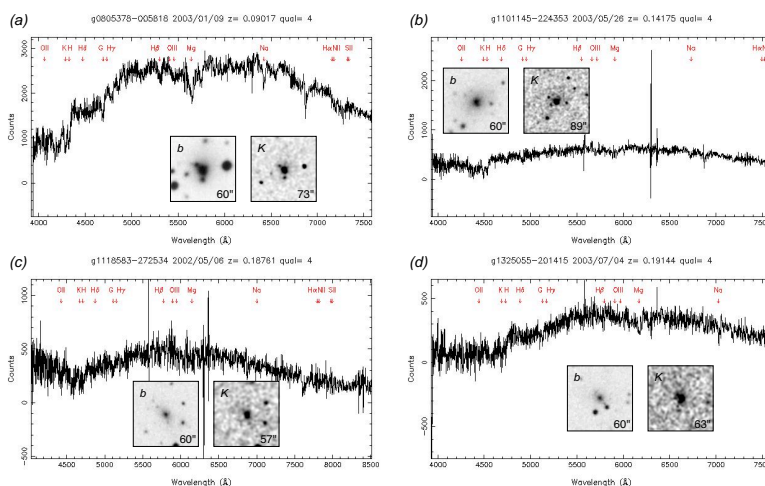 (a) g0805378-005818 2003/01/09 z= 0.09017 qual= 4
OII K H Hδ G Hγ Hβ OIII Mg Na Hα NII SII
3000
2000
1000
0
Counts
b 60" K 73"
4000 4500 5000 5500 6000 6500 7000 7500
Wavelength (Å)
(b) g1101145-224353 2003/05/26 z= 0.14175 qual= 4
OII K H Hδ G Hγ Hβ OIII Mg Na Hα
3000
2000
1000
0
Counts
b 60" K 89"
4000 4500 5000 5500 6000 6500 7000
Wavelength (Å)
(c) g1118583-272534 2002/05/06 z= 0.18761 qual= 4
OII K H Hδ G Hγ Hβ OIII Mg Na Hα NII SII
1000
500
0
-500
Counts
b 60" K 57"
4500 5000 5500 6000 6500 7000 7500 8000 8500
Wavelength (Å)
(d) g1325055-201415 2003/07/04 z= 0.19144 qual= 4
OII K H Hδ G Hγ Hβ OIII Mg Na
500
0
-500
Counts
b 60" K 63"
4000 4500 5000 5500 6000 6500 7000
Wavelength (Å)